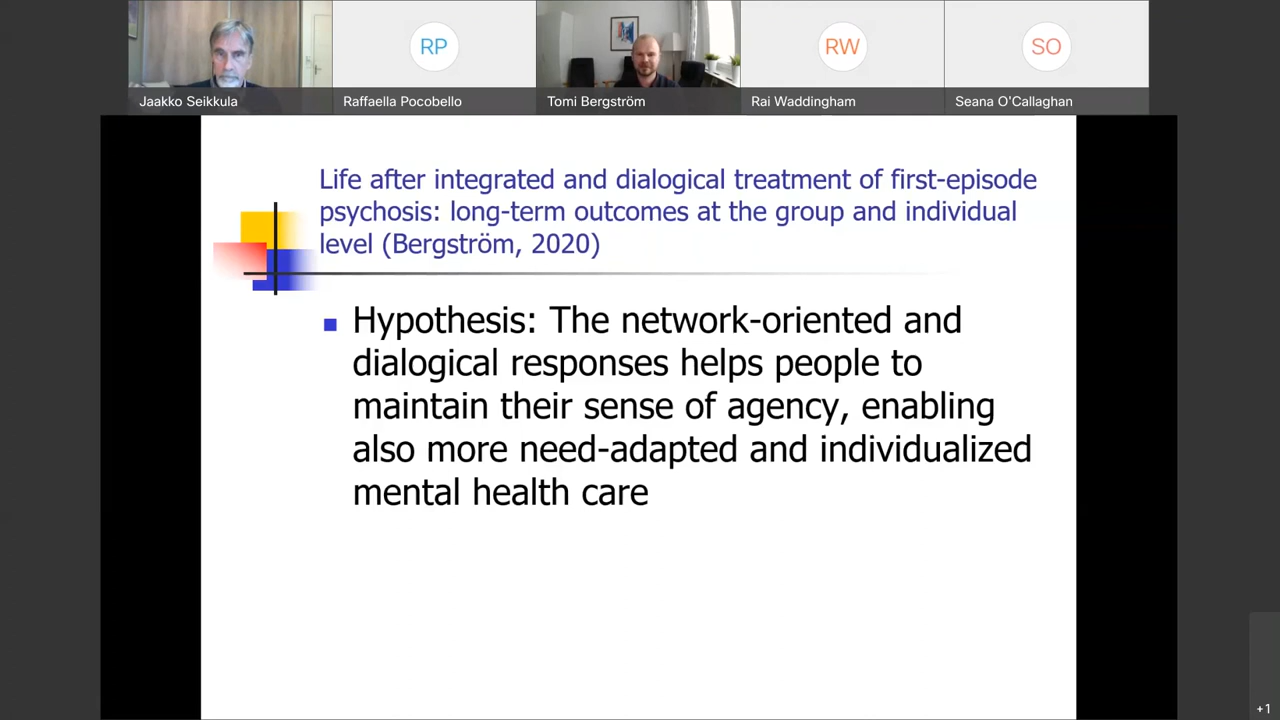 RP
RW
SO
Jaakko Seikkula
Raffaella Pocobello
Tomi Bergström
Rai Waddingham
Seana O'Callaghan
Life after integrated and dialogical treatment of first-episode
psychosis: long-term outcomes at the group and individual
level (Bergström, 2020)
Hypothesis: The network-oriented and
dialogical responses helps people to
maintain their sense of agency, enabling
also more need-adapted and individualized
mental health care
+1